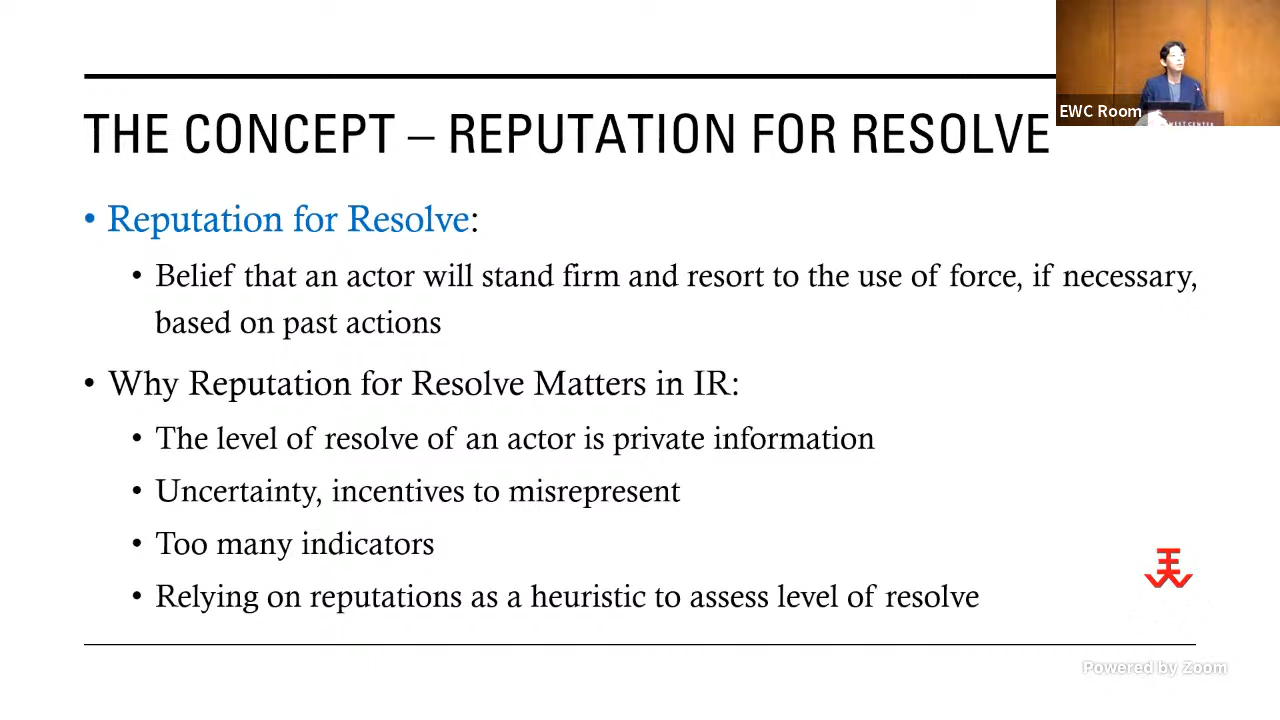 THE CONCEPT – REPUTATION FOR RESOLVE
EWC Room
• Reputation for Resolve:
• Belief that an actor will stand firm and resort to the use of force, if necessary,
based on past actions
• Why Reputation for Resolve Matters in IR:
• The level of resolve of an actor is private information
• Uncertainty, incentives to misrepresent
• Too many indicators
• Relying on reputations as a heuristic to assess level of resolve
Powered by Zoom